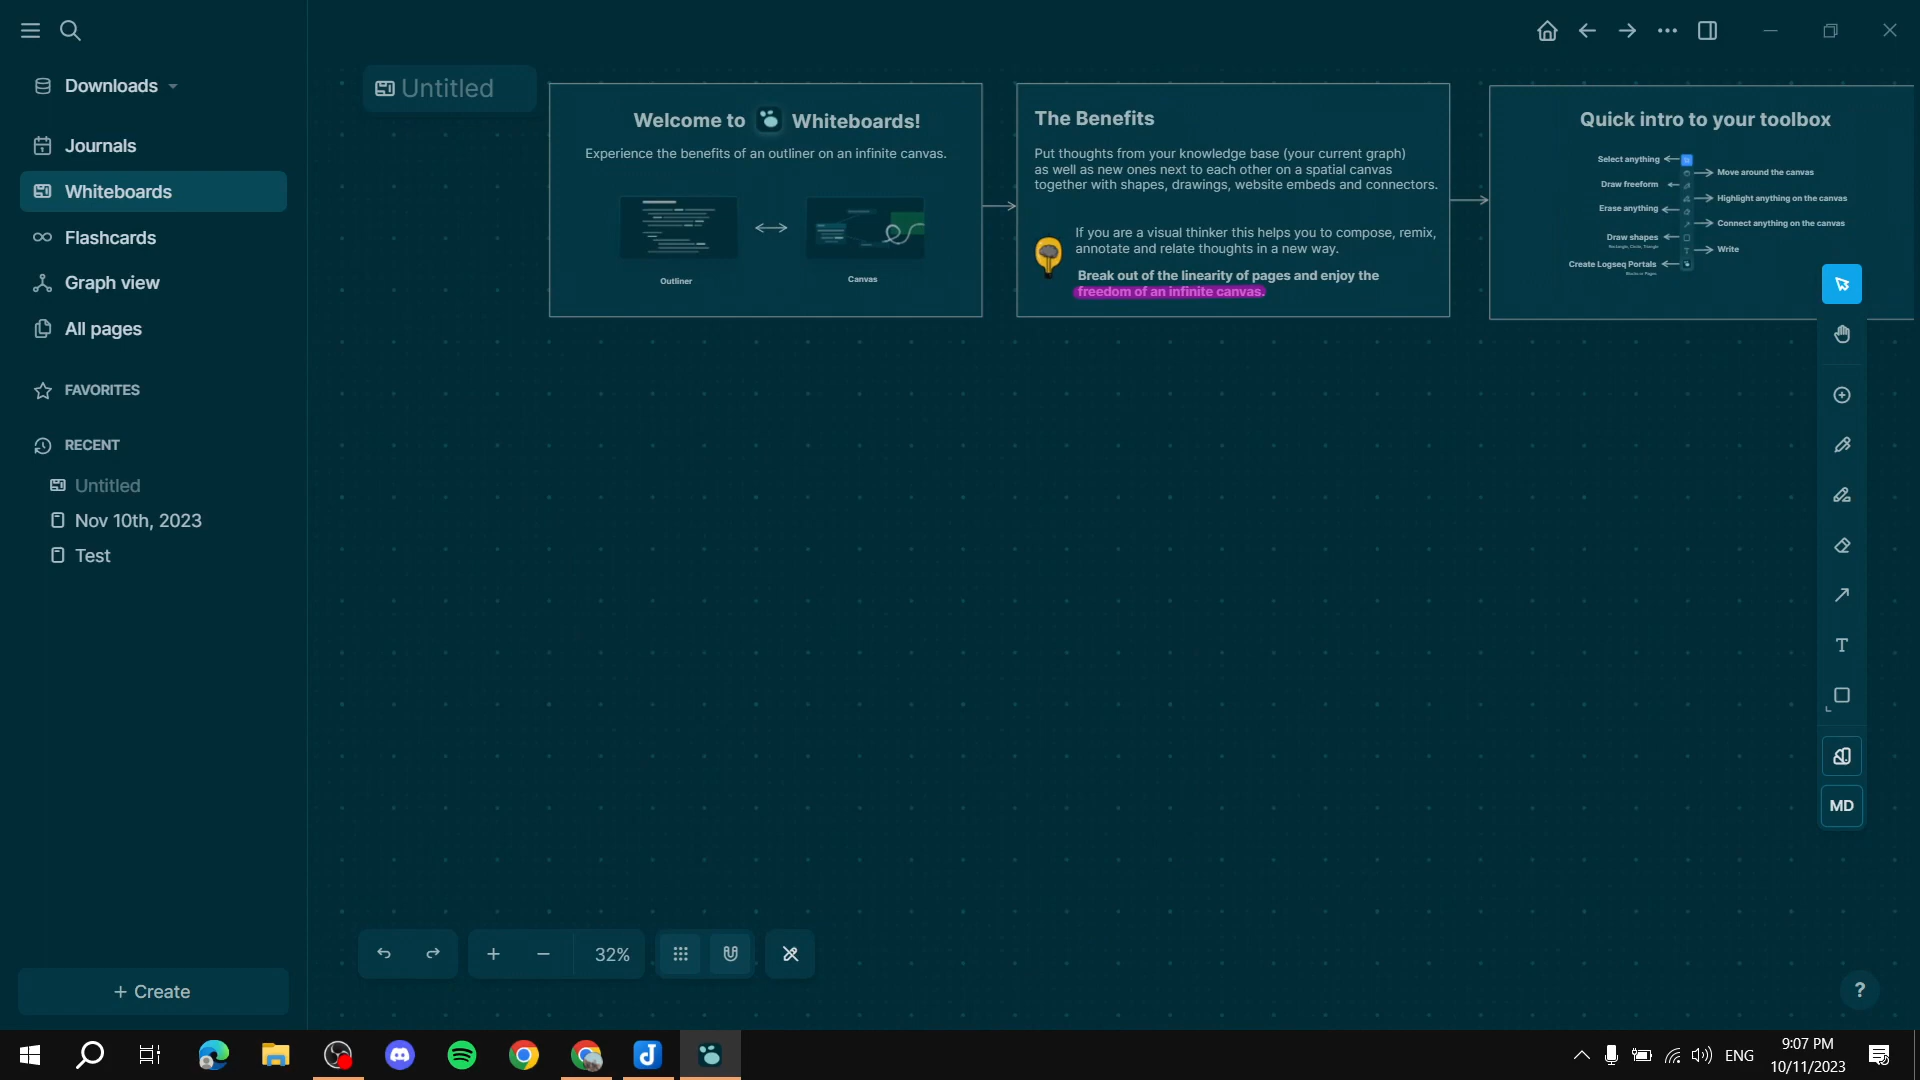 Downloads
Journals
Whiteboards
Flashcards
Graph view
All pages
FAVORITES
RECENT
Untitled
Nov 10th, 2023
Test
+ Create
Untitled
Welcome to Whiteboards!
Experience the benefits of an outliner on an infinite canvas.
Outliner
Canvas
The Benefits
Put thoughts from your knowledge base (your current graph)
as well as new ones next to each other on a spatial canvas
together with shapes, drawings, website embeds and connectors.
If you are a visual thinker this helps you to compose, remix,
annotate and relate thoughts in a new way.
Break out of the linearity of pages and enjoy the
freedom of an infinite canvas.
Quick intro to your toolbox
Select anything
Move around the canvas
Draw freeform
Highlight anything on the canvas
Erase anything
Connect anything on the canvas
Draw shapes
Rectangle, Circle, Triangle
Write
Create Logseq Portals
Blocks or Pages
MD
32%
?
ENG
9:07 PM
10/11/2023